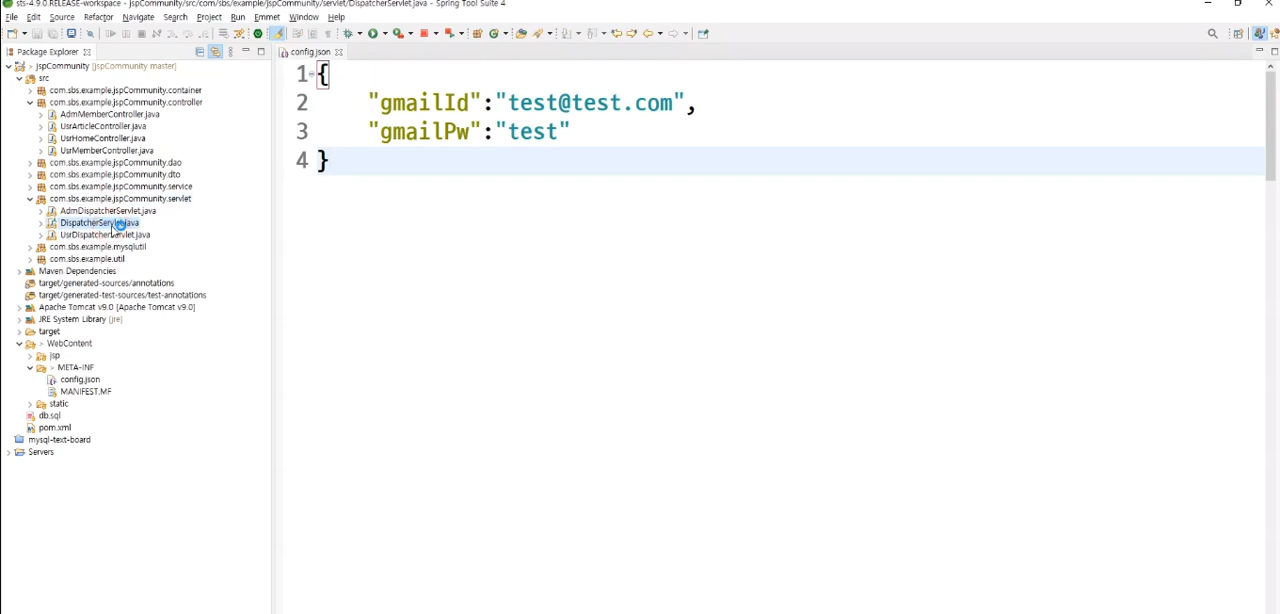 sts-4.9.0.RELEASE-workspace - jspCommunity/src/com/sbs/example/jspCommunity/servlet/DispatcherServlet.java - Spring Tool Suite 4
File Edit Source Refactor Navigate Search Project Run Emmet Window Help
Package Explorer
config.json
jspCommunity [jspCommunity master]
src
com.sbs.example.jspCommunity.container
com.sbs.example.jspCommunity.controller
AdmMemberController.java
UsrArticleController.java
UsrHomeController.java
UsrMemberController.java
com.sbs.example.jspCommunity.dao
com.sbs.example.jspCommunity.dto
com.sbs.example.jspCommunity.service
com.sbs.example.jspCommunity.servlet
AdmDispatcherServlet.java
DispatcherServlet.java
UsrDispatcherServlet.java
com.sbs.example.mysqlutil
com.sbs.example.util
Maven Dependencies
target/generated-sources/annotations
target/generated-test-sources/test-annotations
Apache Tomcat v9.0 [Apache Tomcat v9.0]
JRE System Library [jre]
target
> WebContent
jsp
> META-INF
config.json
MANIFEST.MF
static
db.sql
pom.xml
mysql-text-board
Servers
1 {
2 "gmailId":"test@test.com",
3 "gmailPw":"test"
4 }